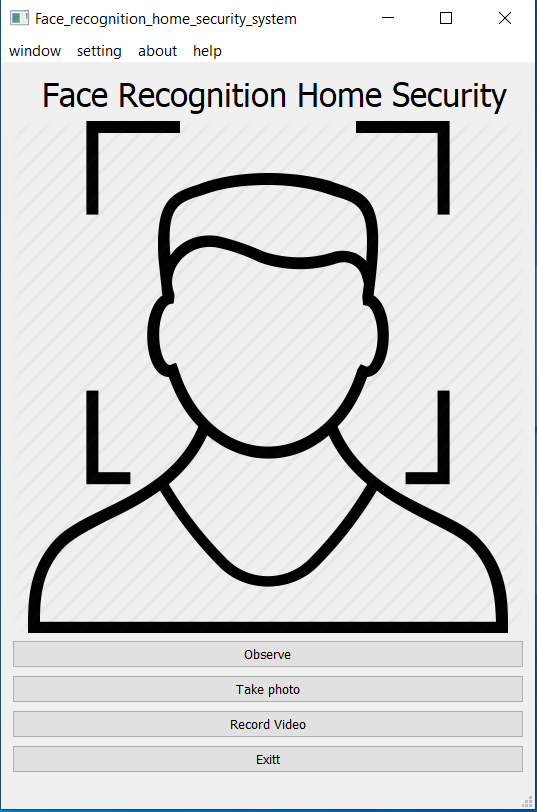 Face_recognition_home_security_system
window setting about help
Face Recognition Home Security
Observe
Take photo
Record Video
Exitt